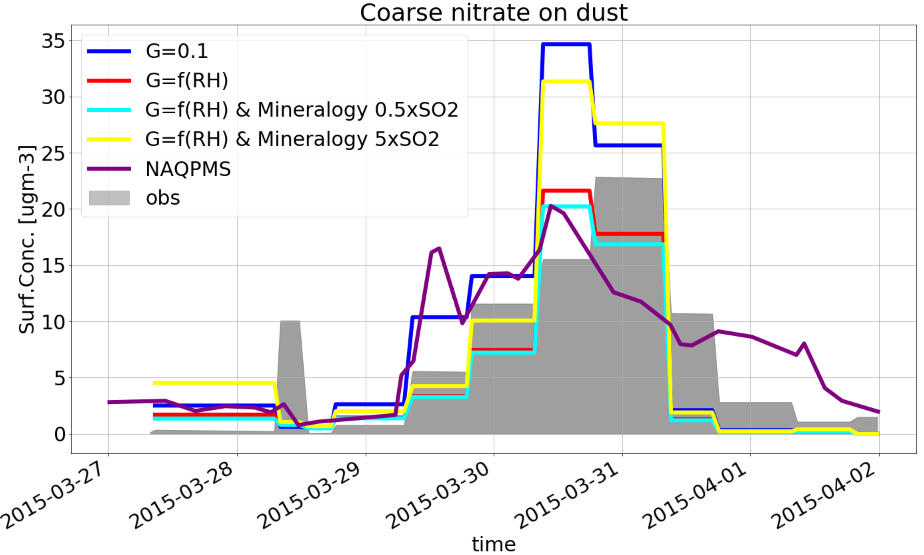 Coarse nitrate on dust
35
30
25
20
15
10
5
0
Surf.Conc. [ugm-3]
G=0.1
G=f(RH)
G=f(RH) & Mineralogy 0.5xSO2
G=f(RH) & Mineralogy 5xSO2
NAQPMS
obs
2015-03-27
2015-03-28
2015-03-29
2015-03-30
2015-03-31
2015-04-01
2015-04-02
time